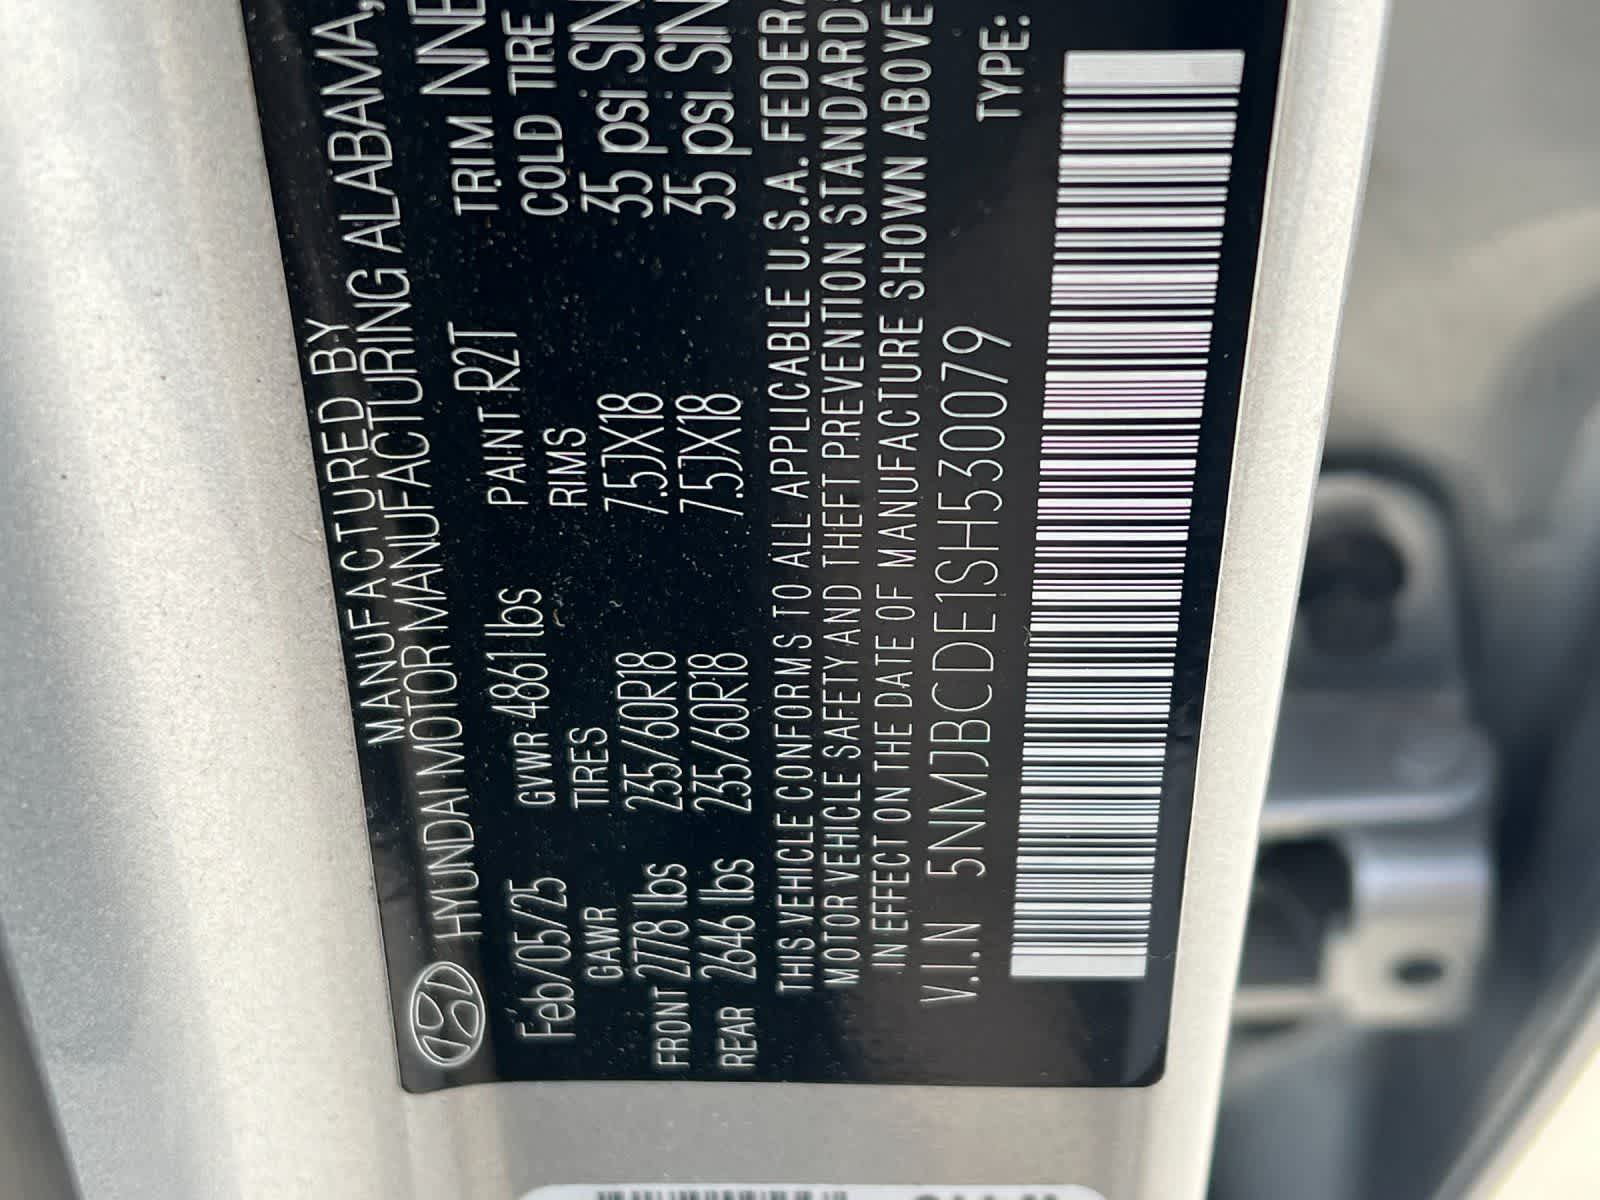 MANUFACTURED BY
HYUNDAI MOTOR MANUFACTURING ALABAMA,
Feb/05/25 GVWR 4861 lbs PAINT R2T TRIM NNB
GAWR TIRES RIMS COLD TIRE
FRONT 2778 lbs 235/60R18 7.5JX18 35 psi SIN
REAR 2646 lbs 235/60R18 7.5JX18 35 psi SIN
THIS VEHICLE CONFORMS TO ALL APPLICABLE U.S.A. FEDERA
MOTOR VEHICLE SAFETY AND THEFT PREVENTION STANDARDS
IN EFFECT ON THE DATE OF MANUFACTURE SHOWN ABOVE
V.I.N 5NMJBCDE1SH530079 TYPE: